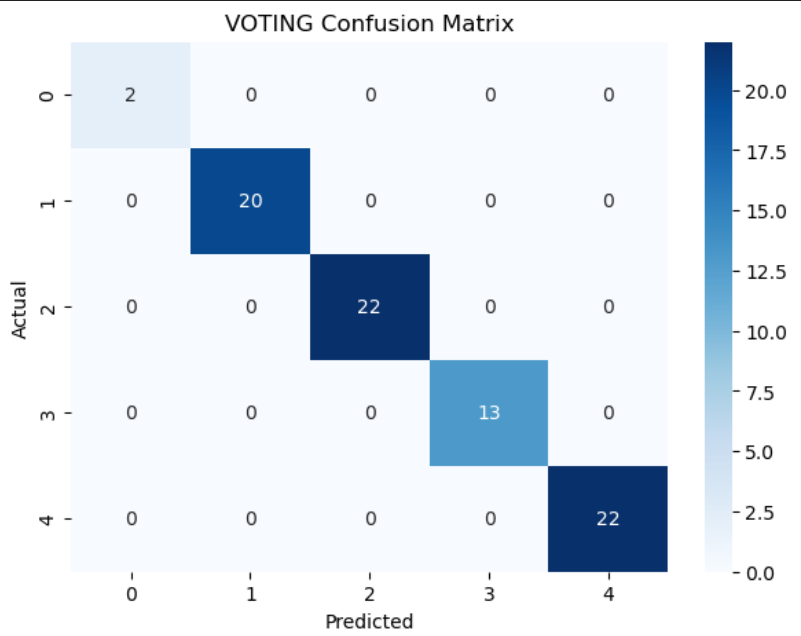 VOTING Confusion Matrix
0 2 0 0 0 0
1 0 20 0 0 0
2 0 0 22 0 0
3 0 0 0 13 0
4 0 0 0 0 22
0 1 2 3 4
Actual
Predicted
20.0
17.5
15.0
12.5
10.0
7.5
5.0
2.5
0.0